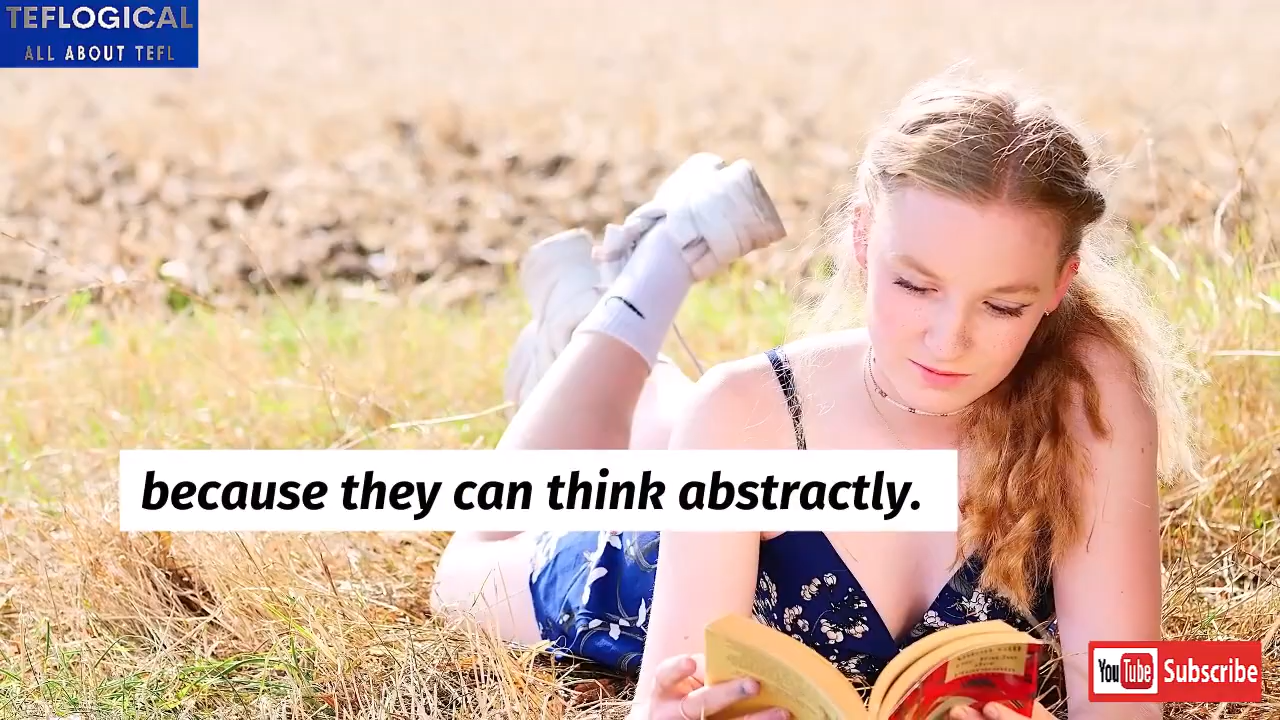 TEFLOGICAL
ALL ABOUT TEFL
because they can think abstractly.
YouTube Subscribe